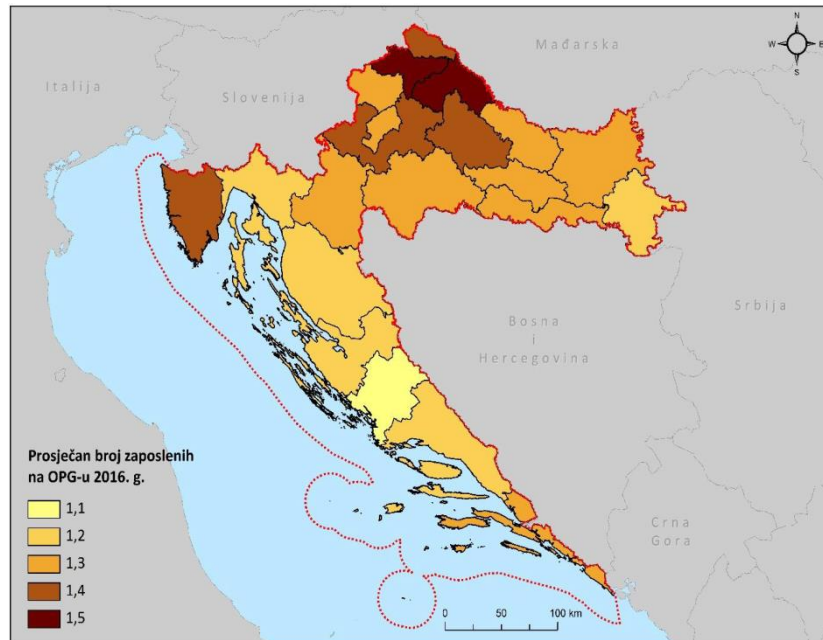 N
W E
S
Mađarska
Italija
Slovenija
Srbija
Bosna
i
Hercegovina
Crna
Gora
Prosječan broj zaposlenih
na OPG-u 2016. g.
1,1
1,2
1,3
1,4
1,5
0 50 100 km